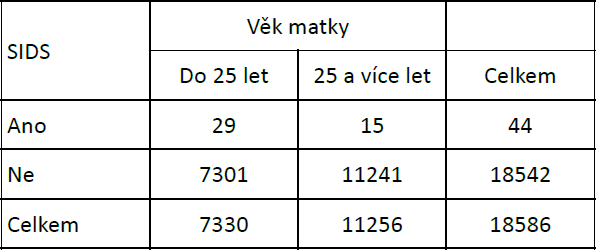 SIDS
Věk matky
Do 25 let
25 a více let
Celkem
Ano
29
15
44
Ne
7301
11241
18542
Celkem
7330
11256
18586